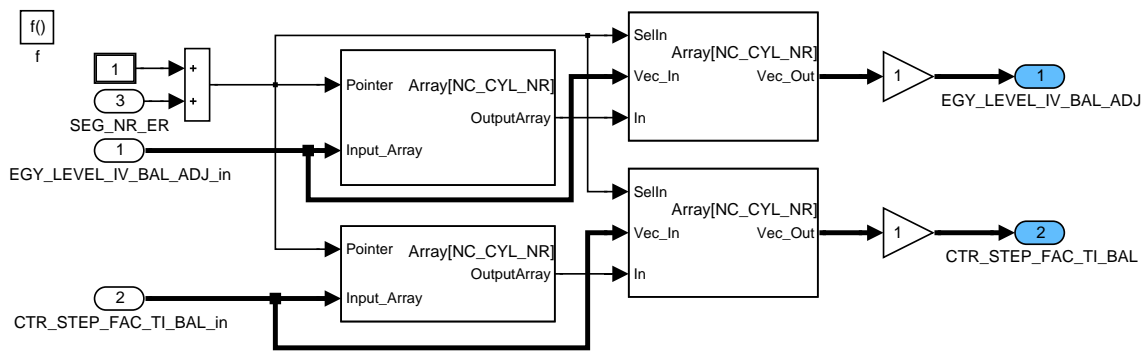 f()
f
1
+
+
3
SEG_NR_ER
1
EGY_LEVEL_IV_BAL_ADJ_in
Pointer
Array[NC_CYL_NR]
OutputArray
Input_Array
SelIn
Array[NC_CYL_NR]
Vec_In
Vec_Out
In
1
1
EGY_LEVEL_IV_BAL_ADJ
2
CTR_STEP_FAC_TI_BAL_in
Pointer
Array[NC_CYL_NR]
OutputArray
Input_Array
SelIn
Array[NC_CYL_NR]
Vec_In
Vec_Out
In
1
2
CTR_STEP_FAC_TI_BAL